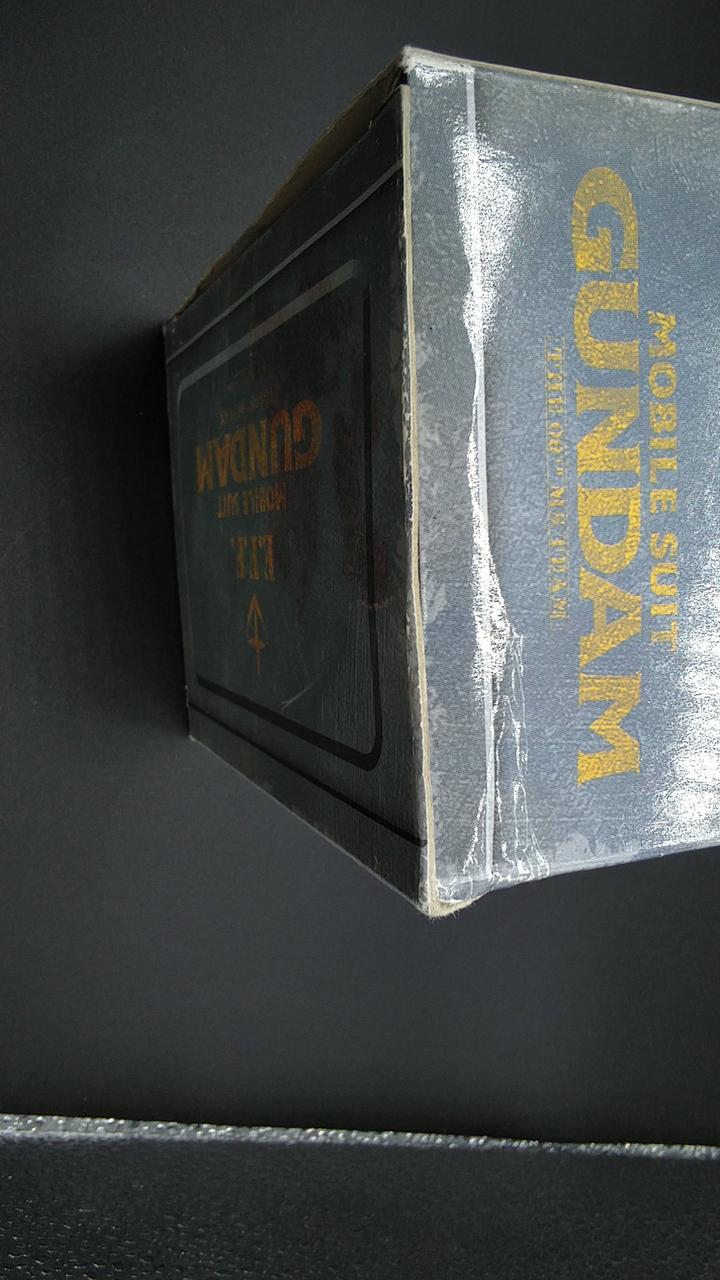 MOBILE SUIT
GUNDAM
THE 08TH MS TEAM
E.F.F.
MOBILE SUIT
GUNDAM